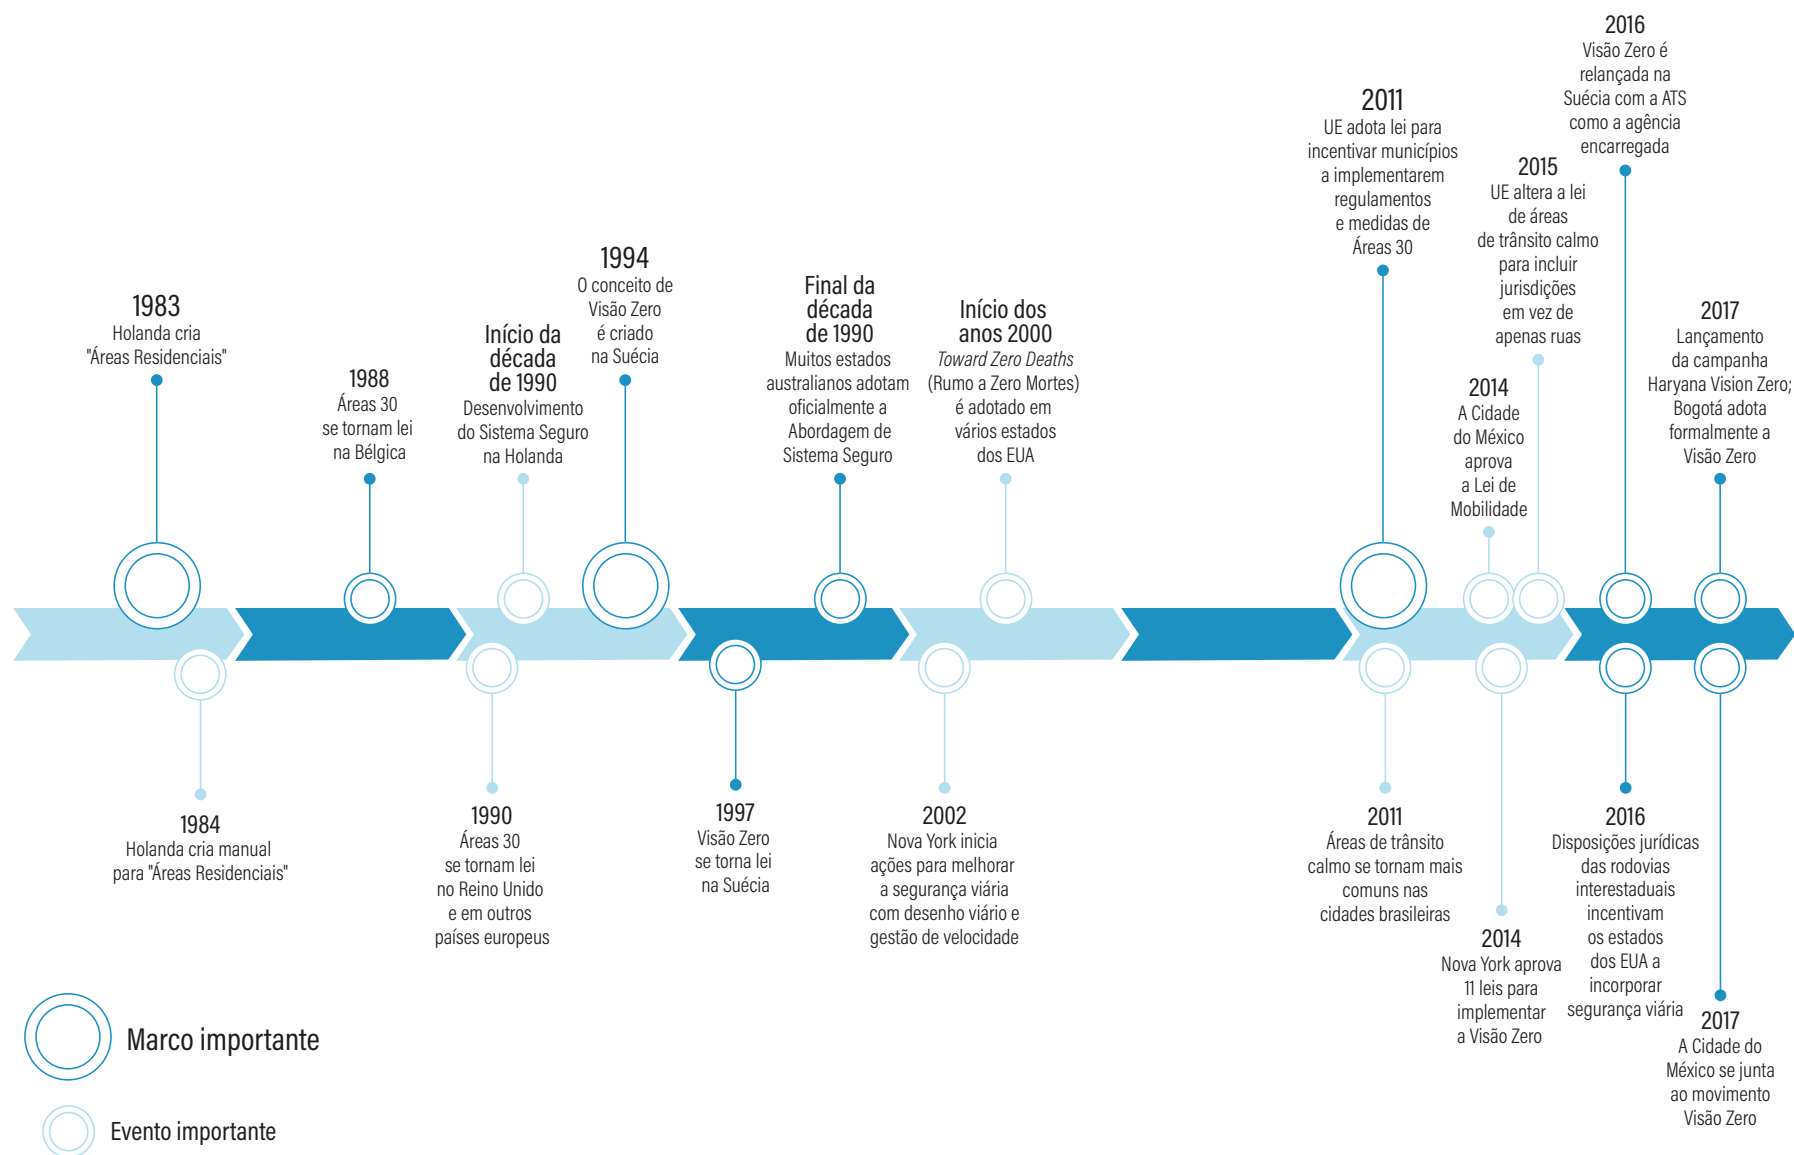 1983
Holanda cria
"Áreas Residenciais"
1988
Áreas 30
se tornam lei
na Bélgica
Início da
década
de 1990
Desenvolvimento
do Sistema Seguro
na Holanda
1994
O conceito de
Visão Zero
é criado
na Suécia
Final da
década
de 1990
Muitos estados
australianos adotam
oficialmente a
Abordagem de
Sistema Seguro
Início dos
anos 2000
Toward Zero Deaths
(Rumo a Zero Mortes)
é adotado em
vários estados
dos EUA
2011
UE adota lei para
incentivar municípios
a implementarem
regulamentos
e medidas de
Áreas 30
2014
A Cidade
do México
aprova
a Lei de
Mobilidade
2015
UE altera a lei
de áreas
de trânsito calmo
para incluir
jurisdições
em vez de
apenas ruas
2016
Visão Zero é
relançada na
Suécia com a ATS
como a agência
encarregada
2017
Lançamento
da campanha
Haryana Vision Zero;
Bogotá adota
formalmente a
Visão Zero
1984
Holanda cria manual
para "Áreas Residenciais"
1990
Áreas 30
se tornam lei
no Reino Unido
e em outros
países europeus
1997
Visão Zero
se torna lei
na Suécia
2002
Nova York inicia
ações para melhorar
a segurança viária
com desenho viário e
gestão de velocidade
2011
Áreas de trânsito
calmo se tornam mais
comuns nas
cidades brasileiras
2014
Nova York aprova
11 leis para
implementar
a Visão Zero
2016
Disposições jurídicas
das rodovias
interestaduais
incentivam
os estados
dos EUA a
incorporar
segurança viária
2017
A Cidade do
México se junta
ao movimento
Visão Zero
Marco importante
Evento importante